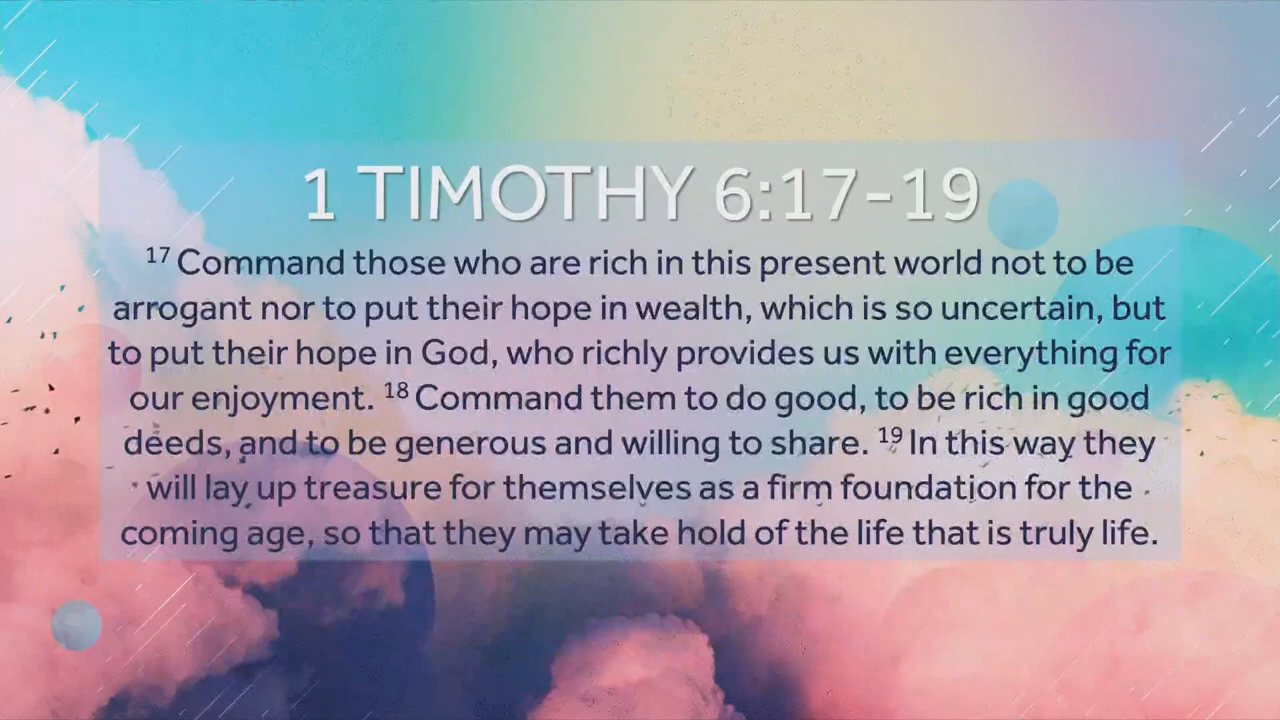 1 TIMOTHY 6:17-19
17 Command those who are rich in this present world not to be
arrogant nor to put their hope in wealth, which is so uncertain, but
to put their hope in God, who richly provides us with everything for
our enjoyment. 18 Command them to do good, to be rich in good
deeds, and to be generous and willing to share. 19 In this way they
will lay up treasure for themselves as a firm foundation for the
coming age, so that they may take hold of the life that is truly life.